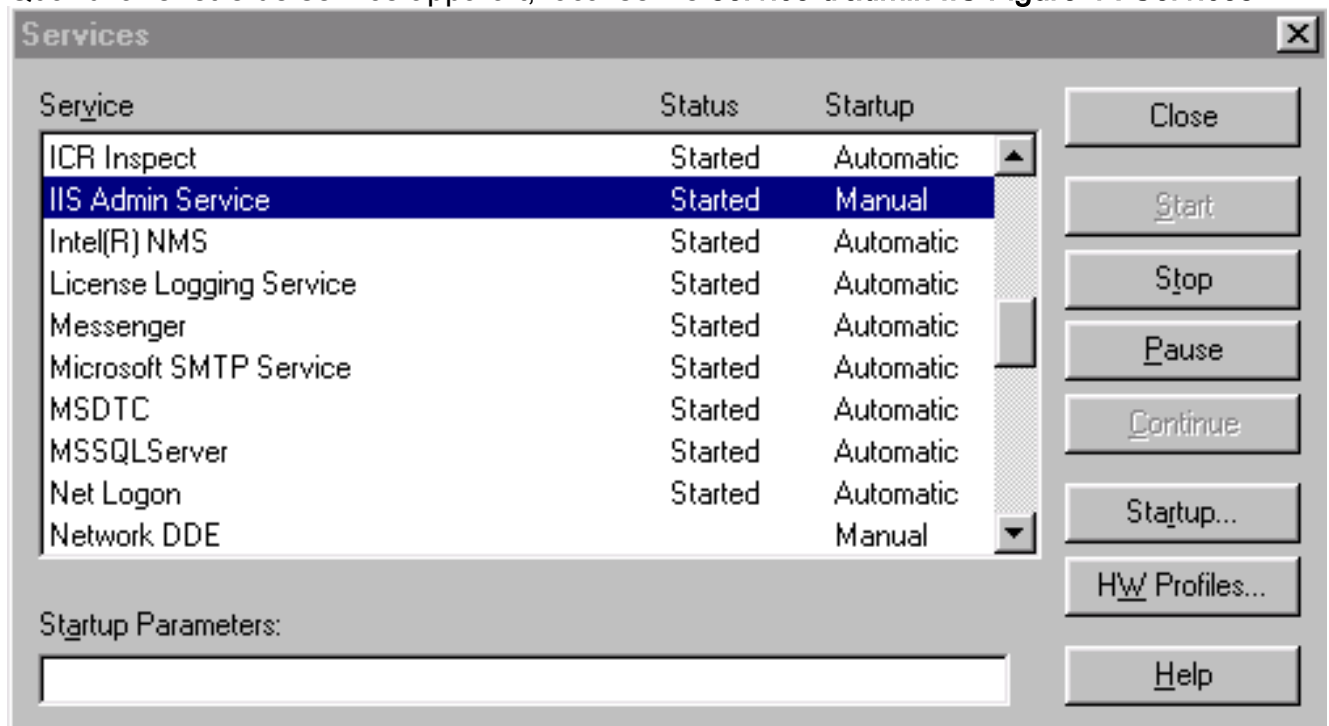 Services
Service Status Startup
ICR Inspect Started Automatic
IIS Admin Service Started Manual
Intel(R) NMS Started Automatic
License Logging Service Started Automatic
Messenger Started Automatic
Microsoft SMTP Service Started Automatic
MSDTC Started Automatic
MSSQLServer Started Automatic
Net Logon Started Automatic
Network DDE Manual
Startup Parameters:
Close
Start
Stop
Pause
Continue
Startup...
HW Profiles...
Help